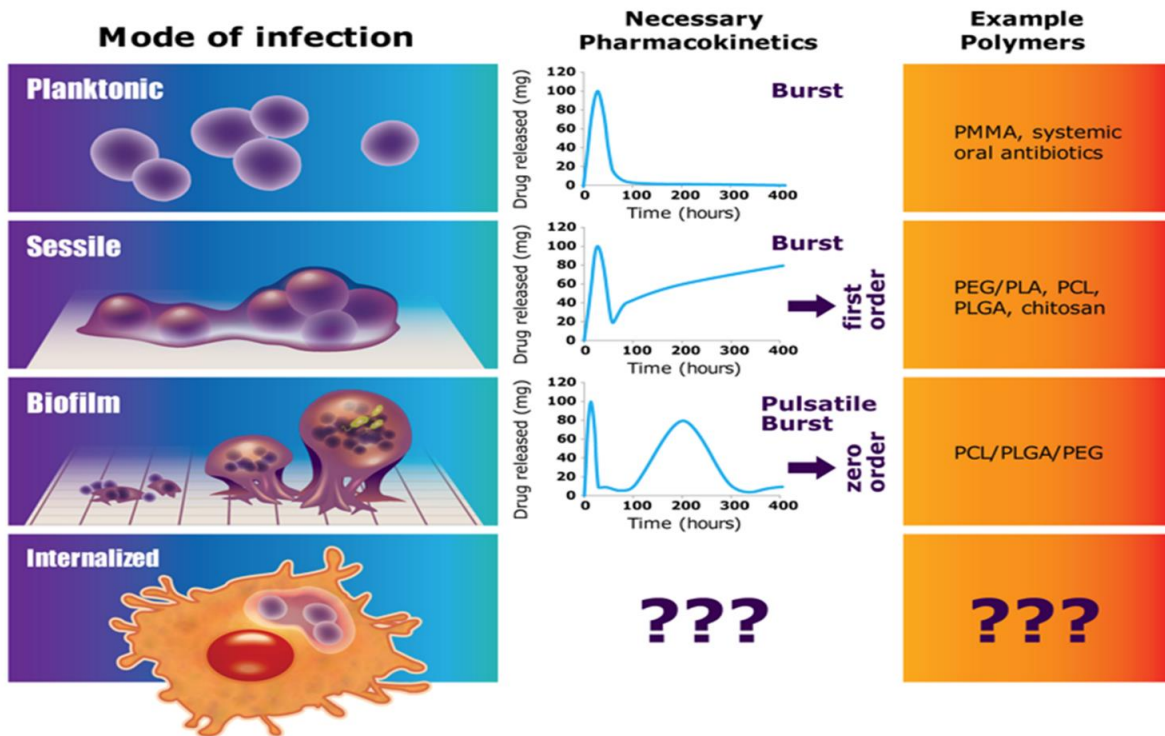 Mode of infection
Necessary
Pharmacokinetics
Example
Polymers
Planktonic
Drug released (mg)
120
100
80
60
40
20
0
0 100 200 300 400
Time (hours)
Burst
PMMA, systemic
oral antibiotics
Sessile
Drug released (mg)
120
100
80
60
40
20
0
0 100 200 300 400
Time (hours)
Burst
first
order
PEG/PLA, PCL,
PLGA, chitosan
Biofilm
Drug released (mg)
120
100
80
60
40
20
0
0 100 200 300 400
Time (hours)
Pulsatile
Burst
zero
order
PCL/PLGA/PEG
Internalized
???
???